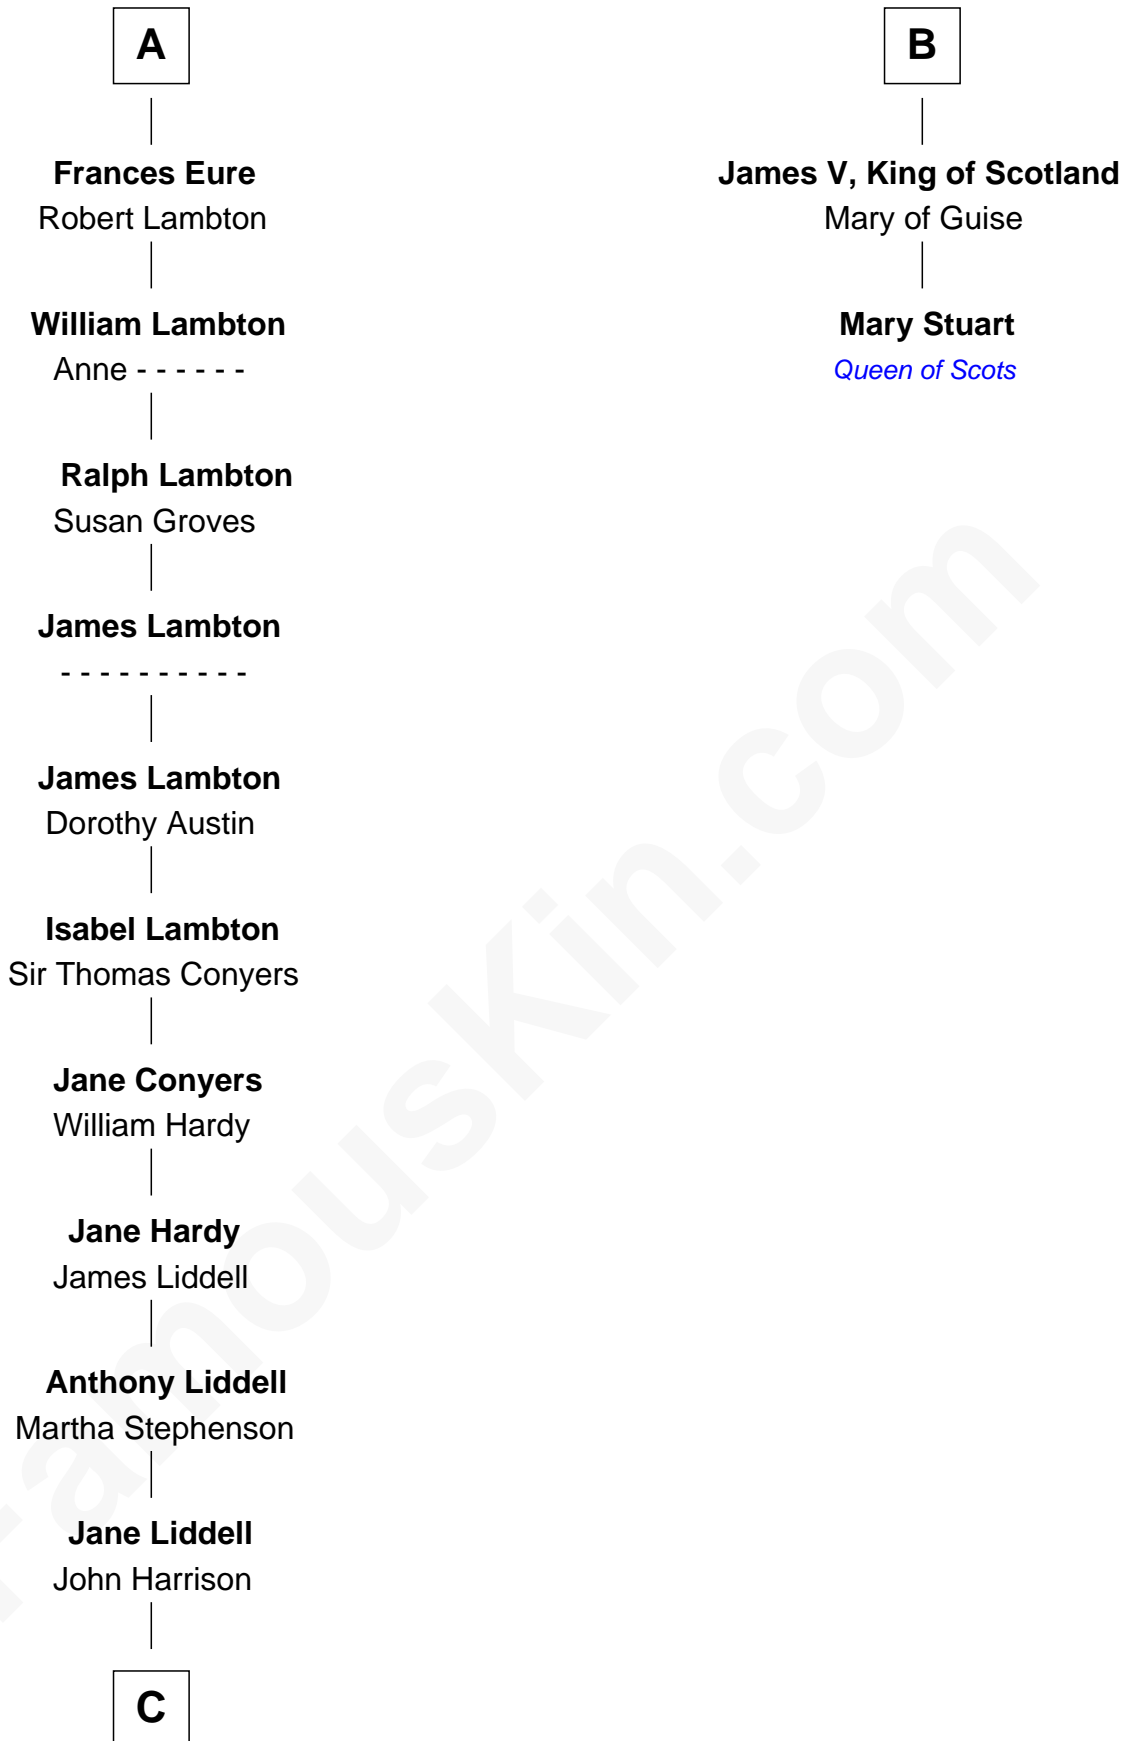 A
Frances Eure
Robert Lambton
William Lambton
Anne - - - - - -
Ralph Lambton
Susan Groves
James Lambton
- - - - - - - - - -
James Lambton
Dorothy Austin
Isabel Lambton
Sir Thomas Conyers
Jane Conyers
William Hardy
Jane Hardy
James Liddell
Anthony Liddell
Martha Stephenson
Jane Liddell
John Harrison
C
B
James V, King of Scotland
Mary of Guise
Mary Stuart
Queen of Scots
FamousKin.com